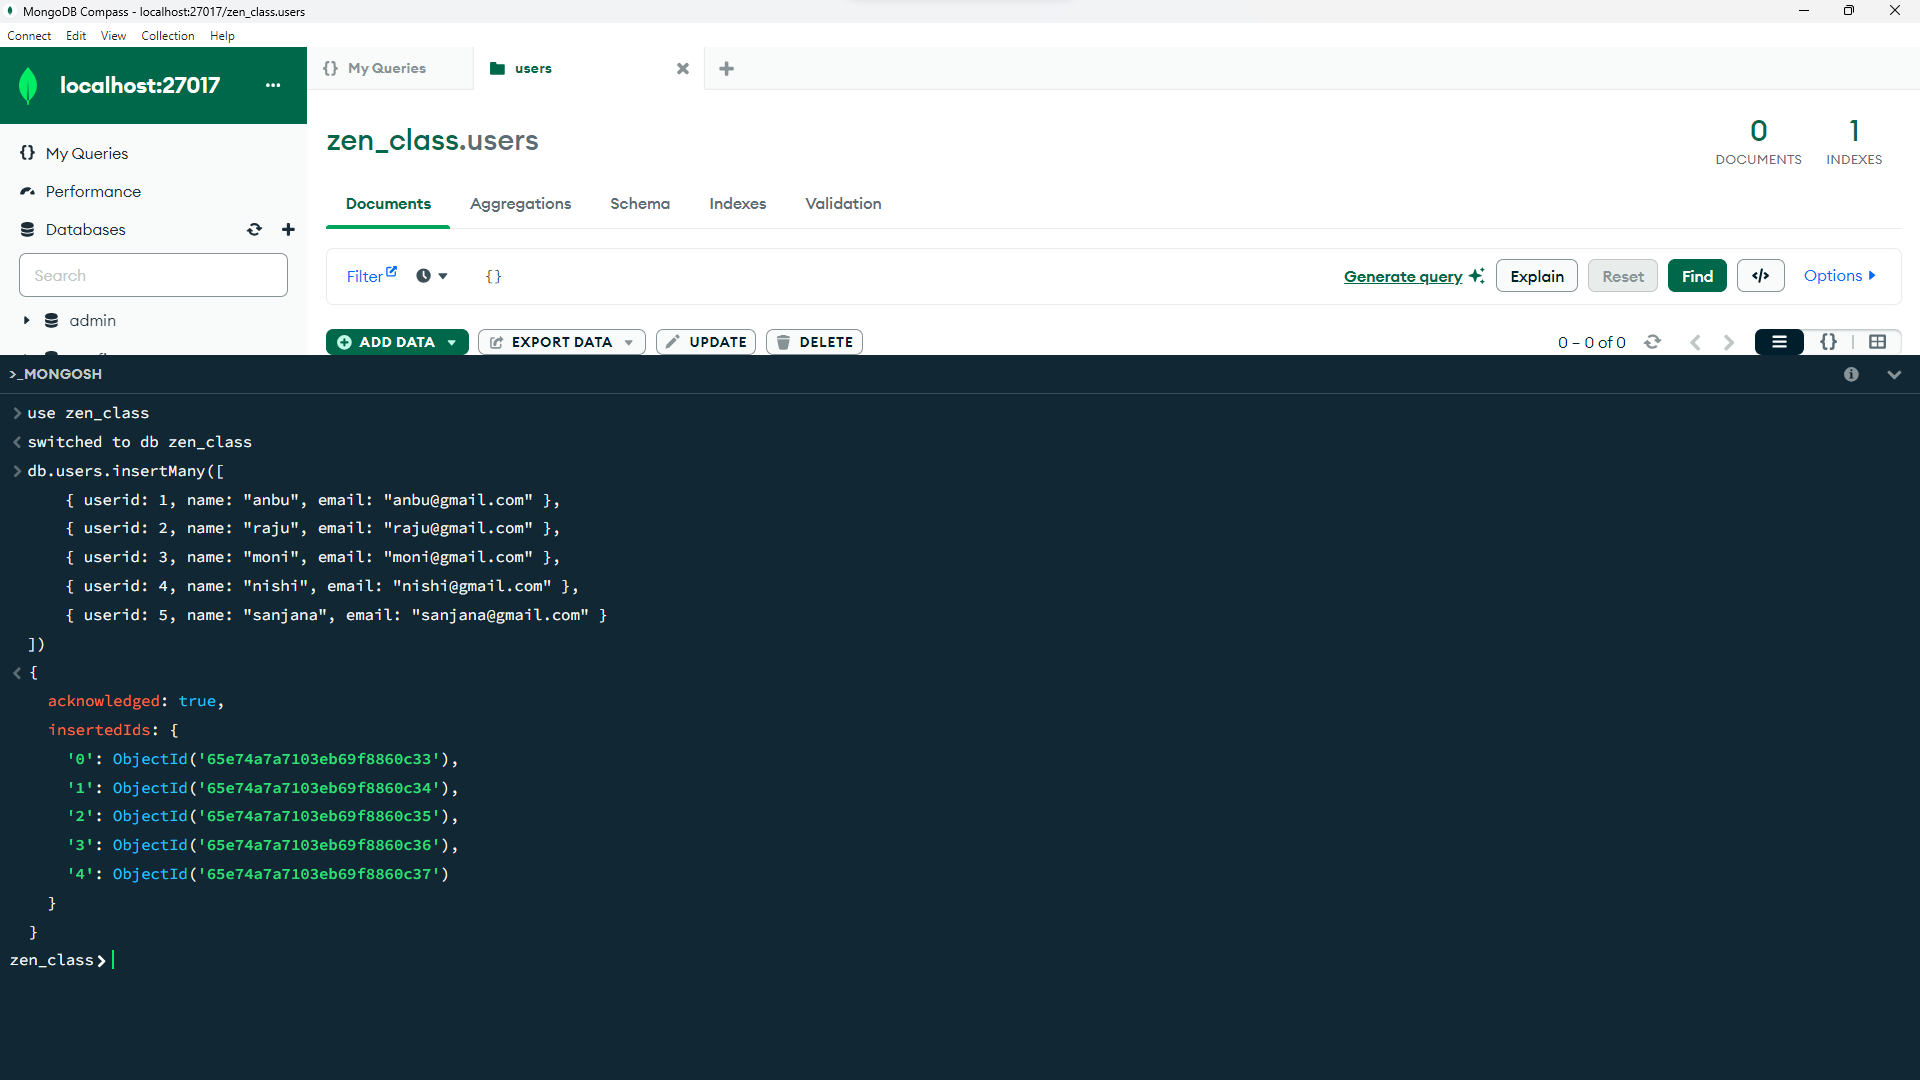 MongoDB Compass - localhost:27017/zen_class.users
Connect Edit View Collection Help
localhost:27017 ...
{} My Queries
users
zen_class.users
0
DOCUMENTS
1
INDEXES
{} My Queries
Performance
Databases
Search
admin
Documents Aggregations Schema Indexes Validation
Filter {} Generate query Explain Reset Find </> Options
ADD DATA EXPORT DATA UPDATE DELETE 0 – 0 of 0 {}
>_MONGOSH
> use zen_class
< switched to db zen_class
> db.users.insertMany([
{ userid: 1, name: "anbu", email: "anbu@gmail.com" },
{ userid: 2, name: "raju", email: "raju@gmail.com" },
{ userid: 3, name: "moni", email: "moni@gmail.com" },
{ userid: 4, name: "nishi", email: "nishi@gmail.com" },
{ userid: 5, name: "sanjana", email: "sanjana@gmail.com" }
])
< {
acknowledged: true,
insertedIds: {
'0': ObjectId('65e74a7a7103eb69f8860c33'),
'1': ObjectId('65e74a7a7103eb69f8860c34'),
'2': ObjectId('65e74a7a7103eb69f8860c35'),
'3': ObjectId('65e74a7a7103eb69f8860c36'),
'4': ObjectId('65e74a7a7103eb69f8860c37')
}
}
zen_class>